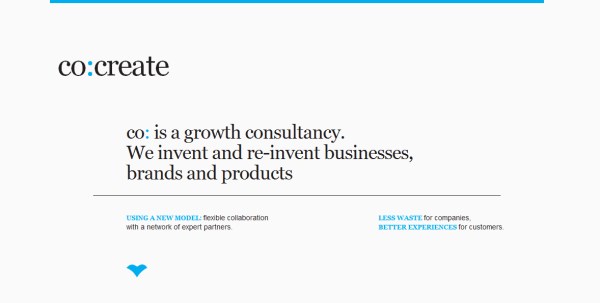 co:create
co: is a growth consultancy.
We invent and re-invent businesses,
brands and products
USING A NEW MODEL: flexible collaboration
with a network of expert partners.
LESS WASTE for companies,
BETTER EXPERIENCES for customers.